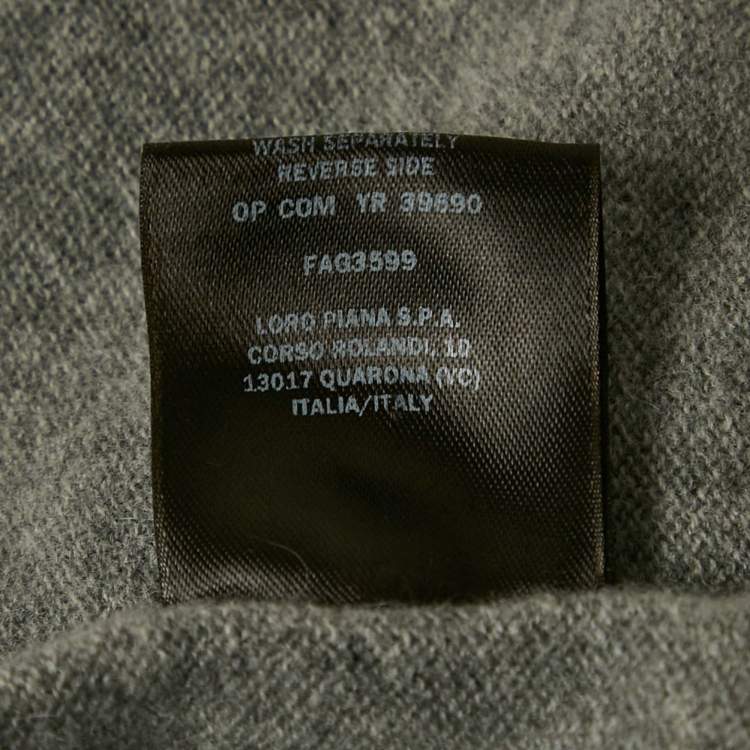 WASH SEPARATELY
REVERSE SIDE
OP COM YR 39690
FAG3599
LORO PIANA S.P.A.
CORSO ROLANDI, 10
13017 QUARONA (VC)
ITALIA/ITALY